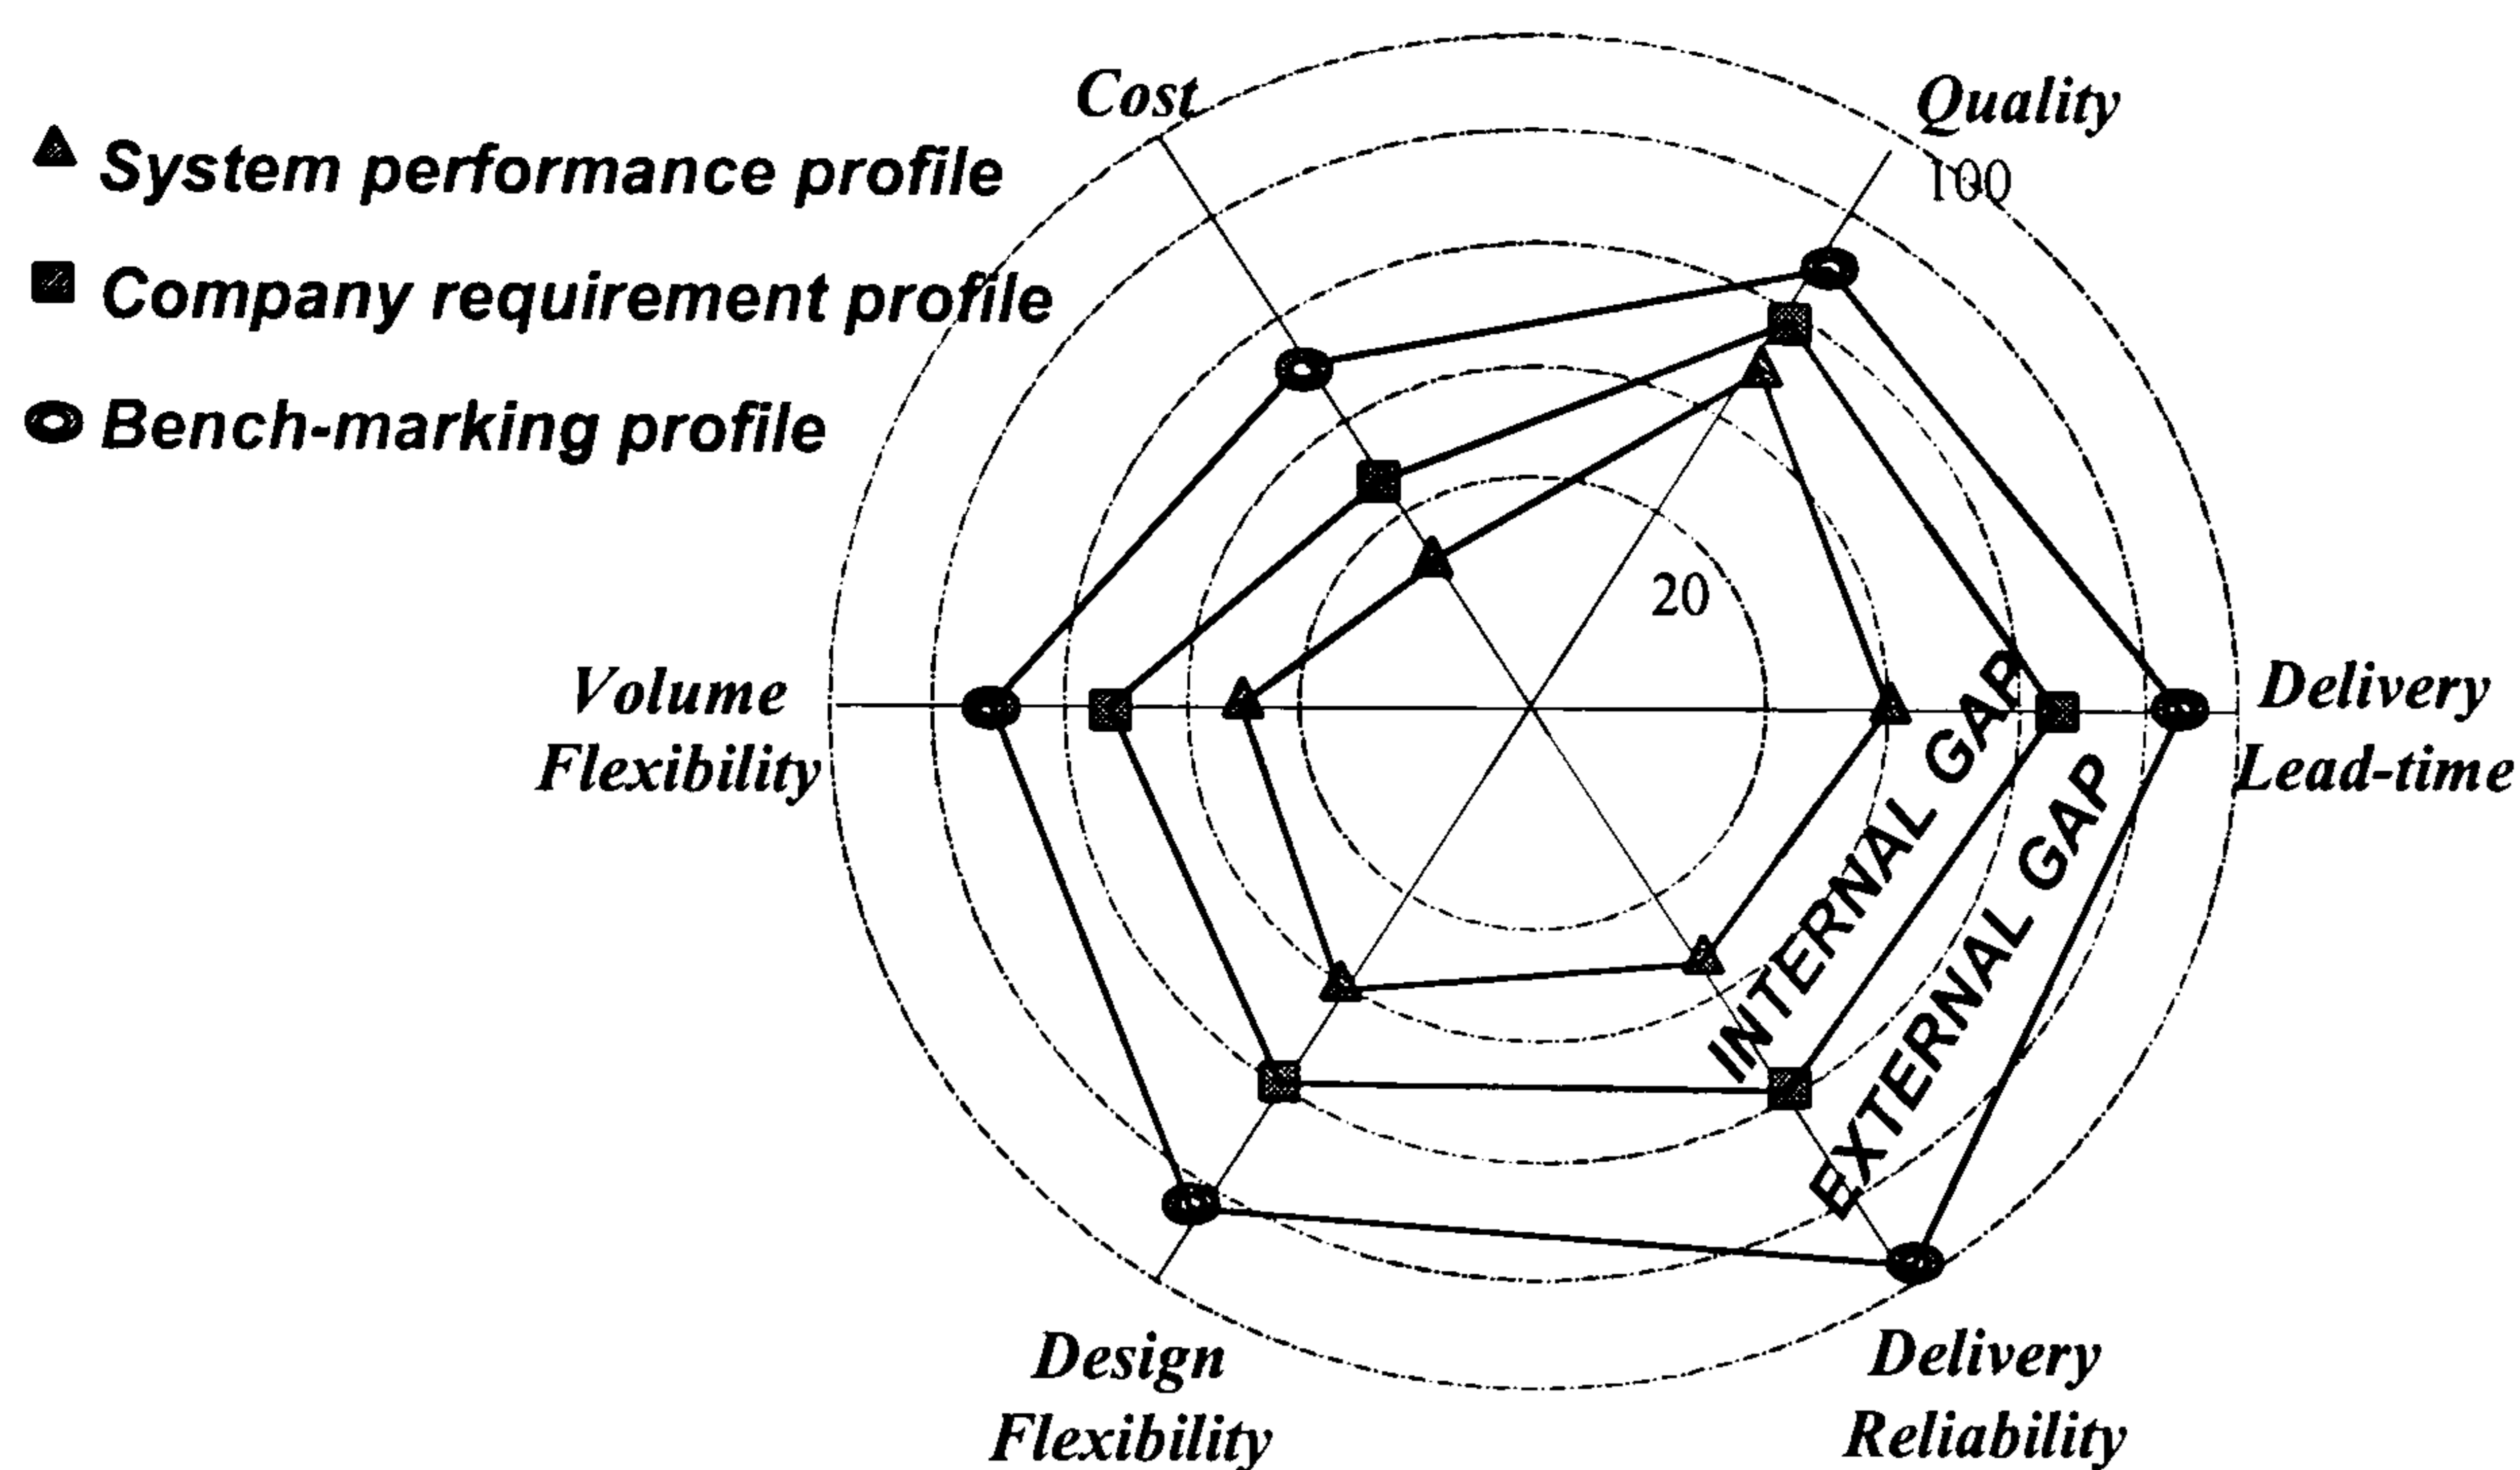 System performance profile
Company requirement profile
Bench-marking profile
Cost
Quality
100
20
Volume
Flexibility
Delivery
Lead-time
INTERNAL GAP
EXTERNAL GAP
Design
Flexibility
Delivery
Reliability